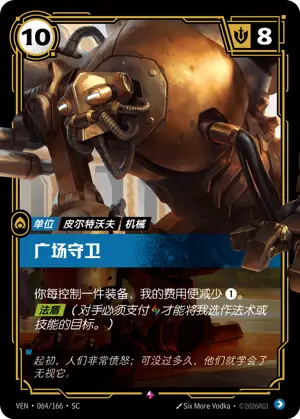 10
8
单位 皮尔特沃夫 机械
广场守卫
你每控制一件装备，我的费用便减少1。
法盾（对手必须支付才能将我选作法术或
技能的目标。）
起初，人们非常愤怒；可没过多久，他们就学会了
无视它。
VEN • 064/166 • SC
Six More Vodka • ©2026RGI